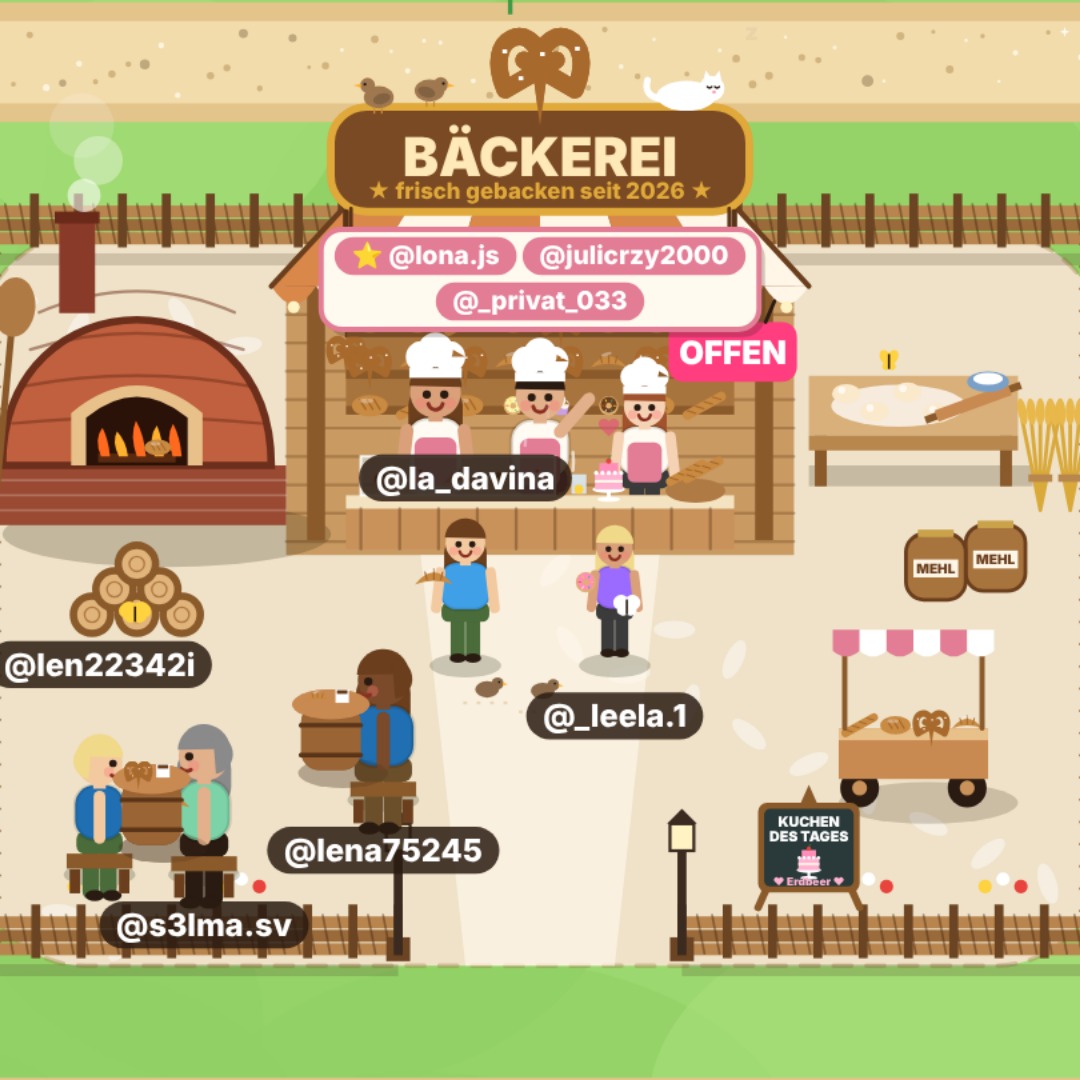 BÄCKEREI
★ frisch gebacken seit 2026 ★
⭐ @lona.js @julicrzy2000
@_privat_033
OFFEN
@la_davina
MEHL MEHL
@len22342i
@_leela.1
KUCHEN
DES TAGES
♥ Erdbeer ♥
@lena75245
@s3lma.sv